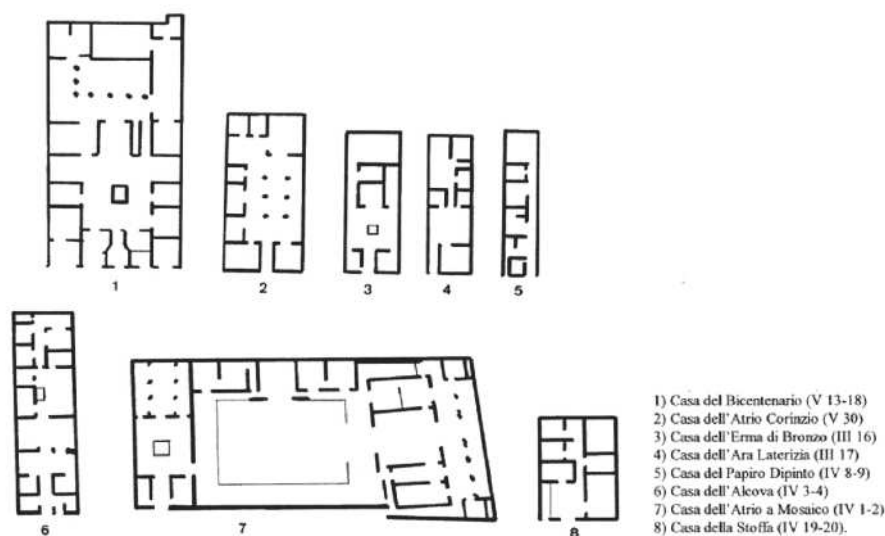 1
2
3
4
5
6
7
8
1) Casa del Bicentenario (V 13-18)
2) Casa dell'Atrio Corinzio (V 30)
3) Casa dell'Erma di Bronzo (III 16)
4) Casa dell'Ara Laterizia (III 17)
5) Casa del Papiro Dipinto (IV 8-9)
6) Casa dell'Alcova (IV 3-4)
7) Casa dell'Atrio a Mosaico (IV 1-2)
8) Casa della Stoffa (IV 19-20).